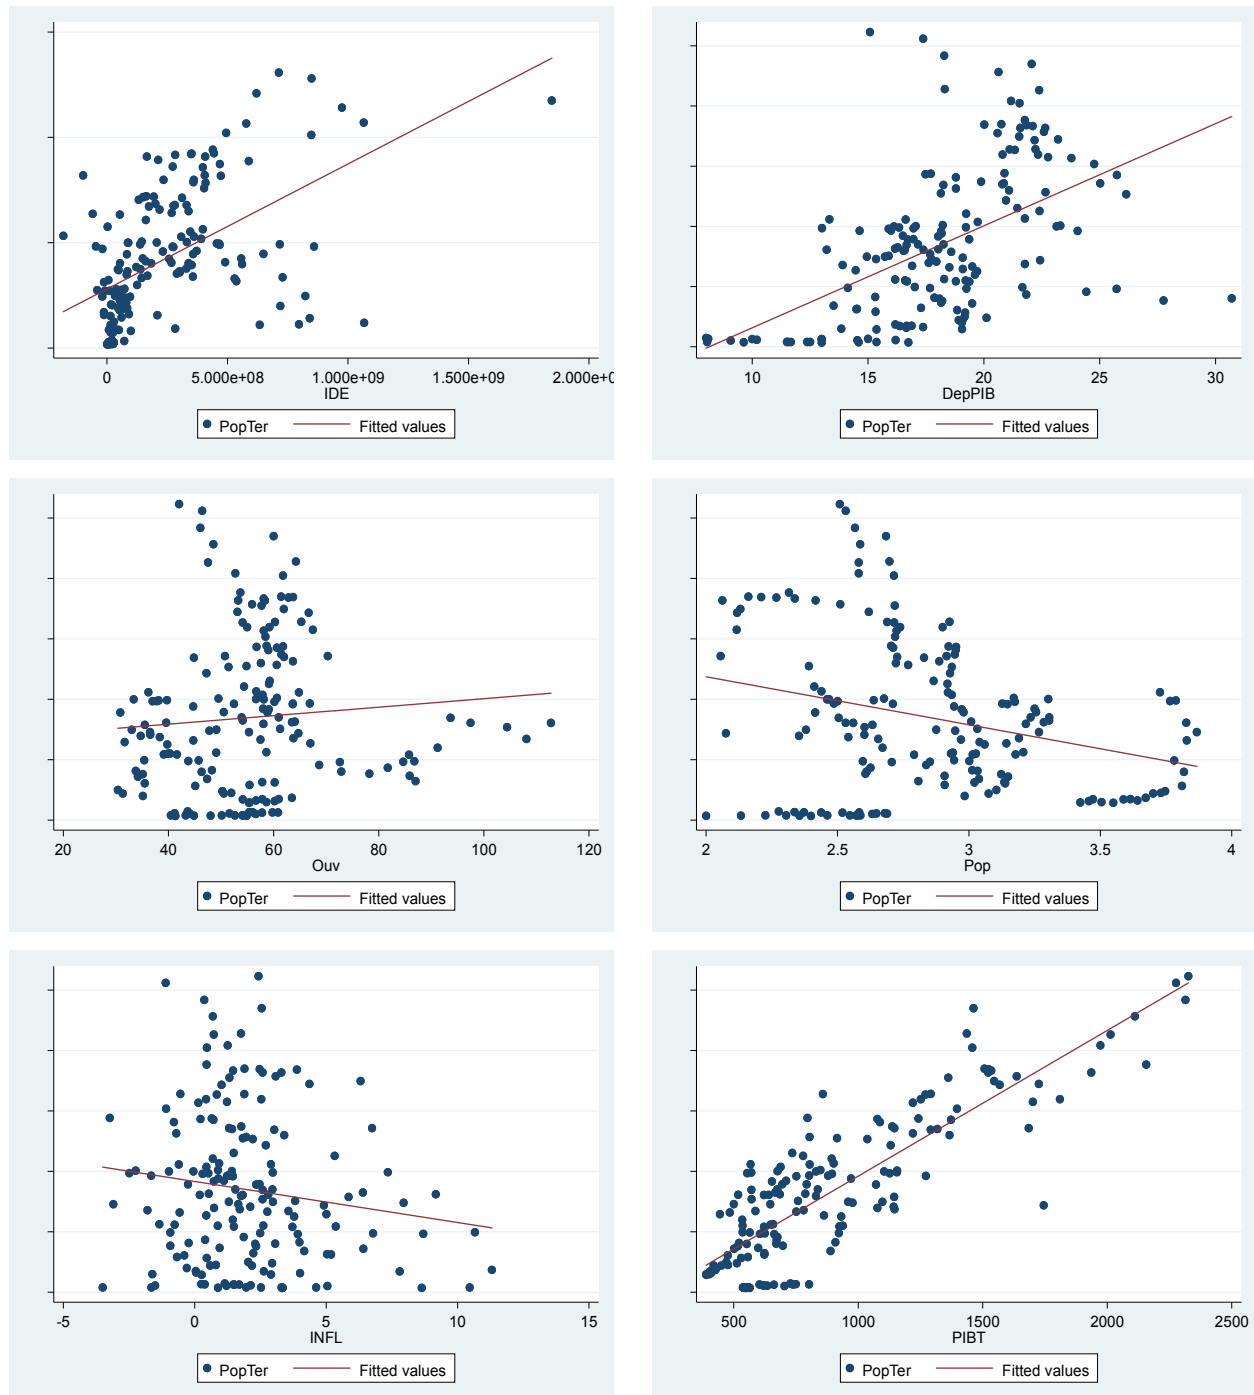 0 5.000e+08 1.000e+09 1.500e+09 2.000e+0
IDE
PopTer Fitted values
10 15 20 25 30
DepPIB
PopTer Fitted values
20 40 60 80 100 120
Ouv
PopTer Fitted values
2 2.5 3 3.5 4
Pop
PopTer Fitted values
-5 0 5 10 15
INFL
PopTer Fitted values
500 1000 1500 2000 2500
PIBT
PopTer Fitted values